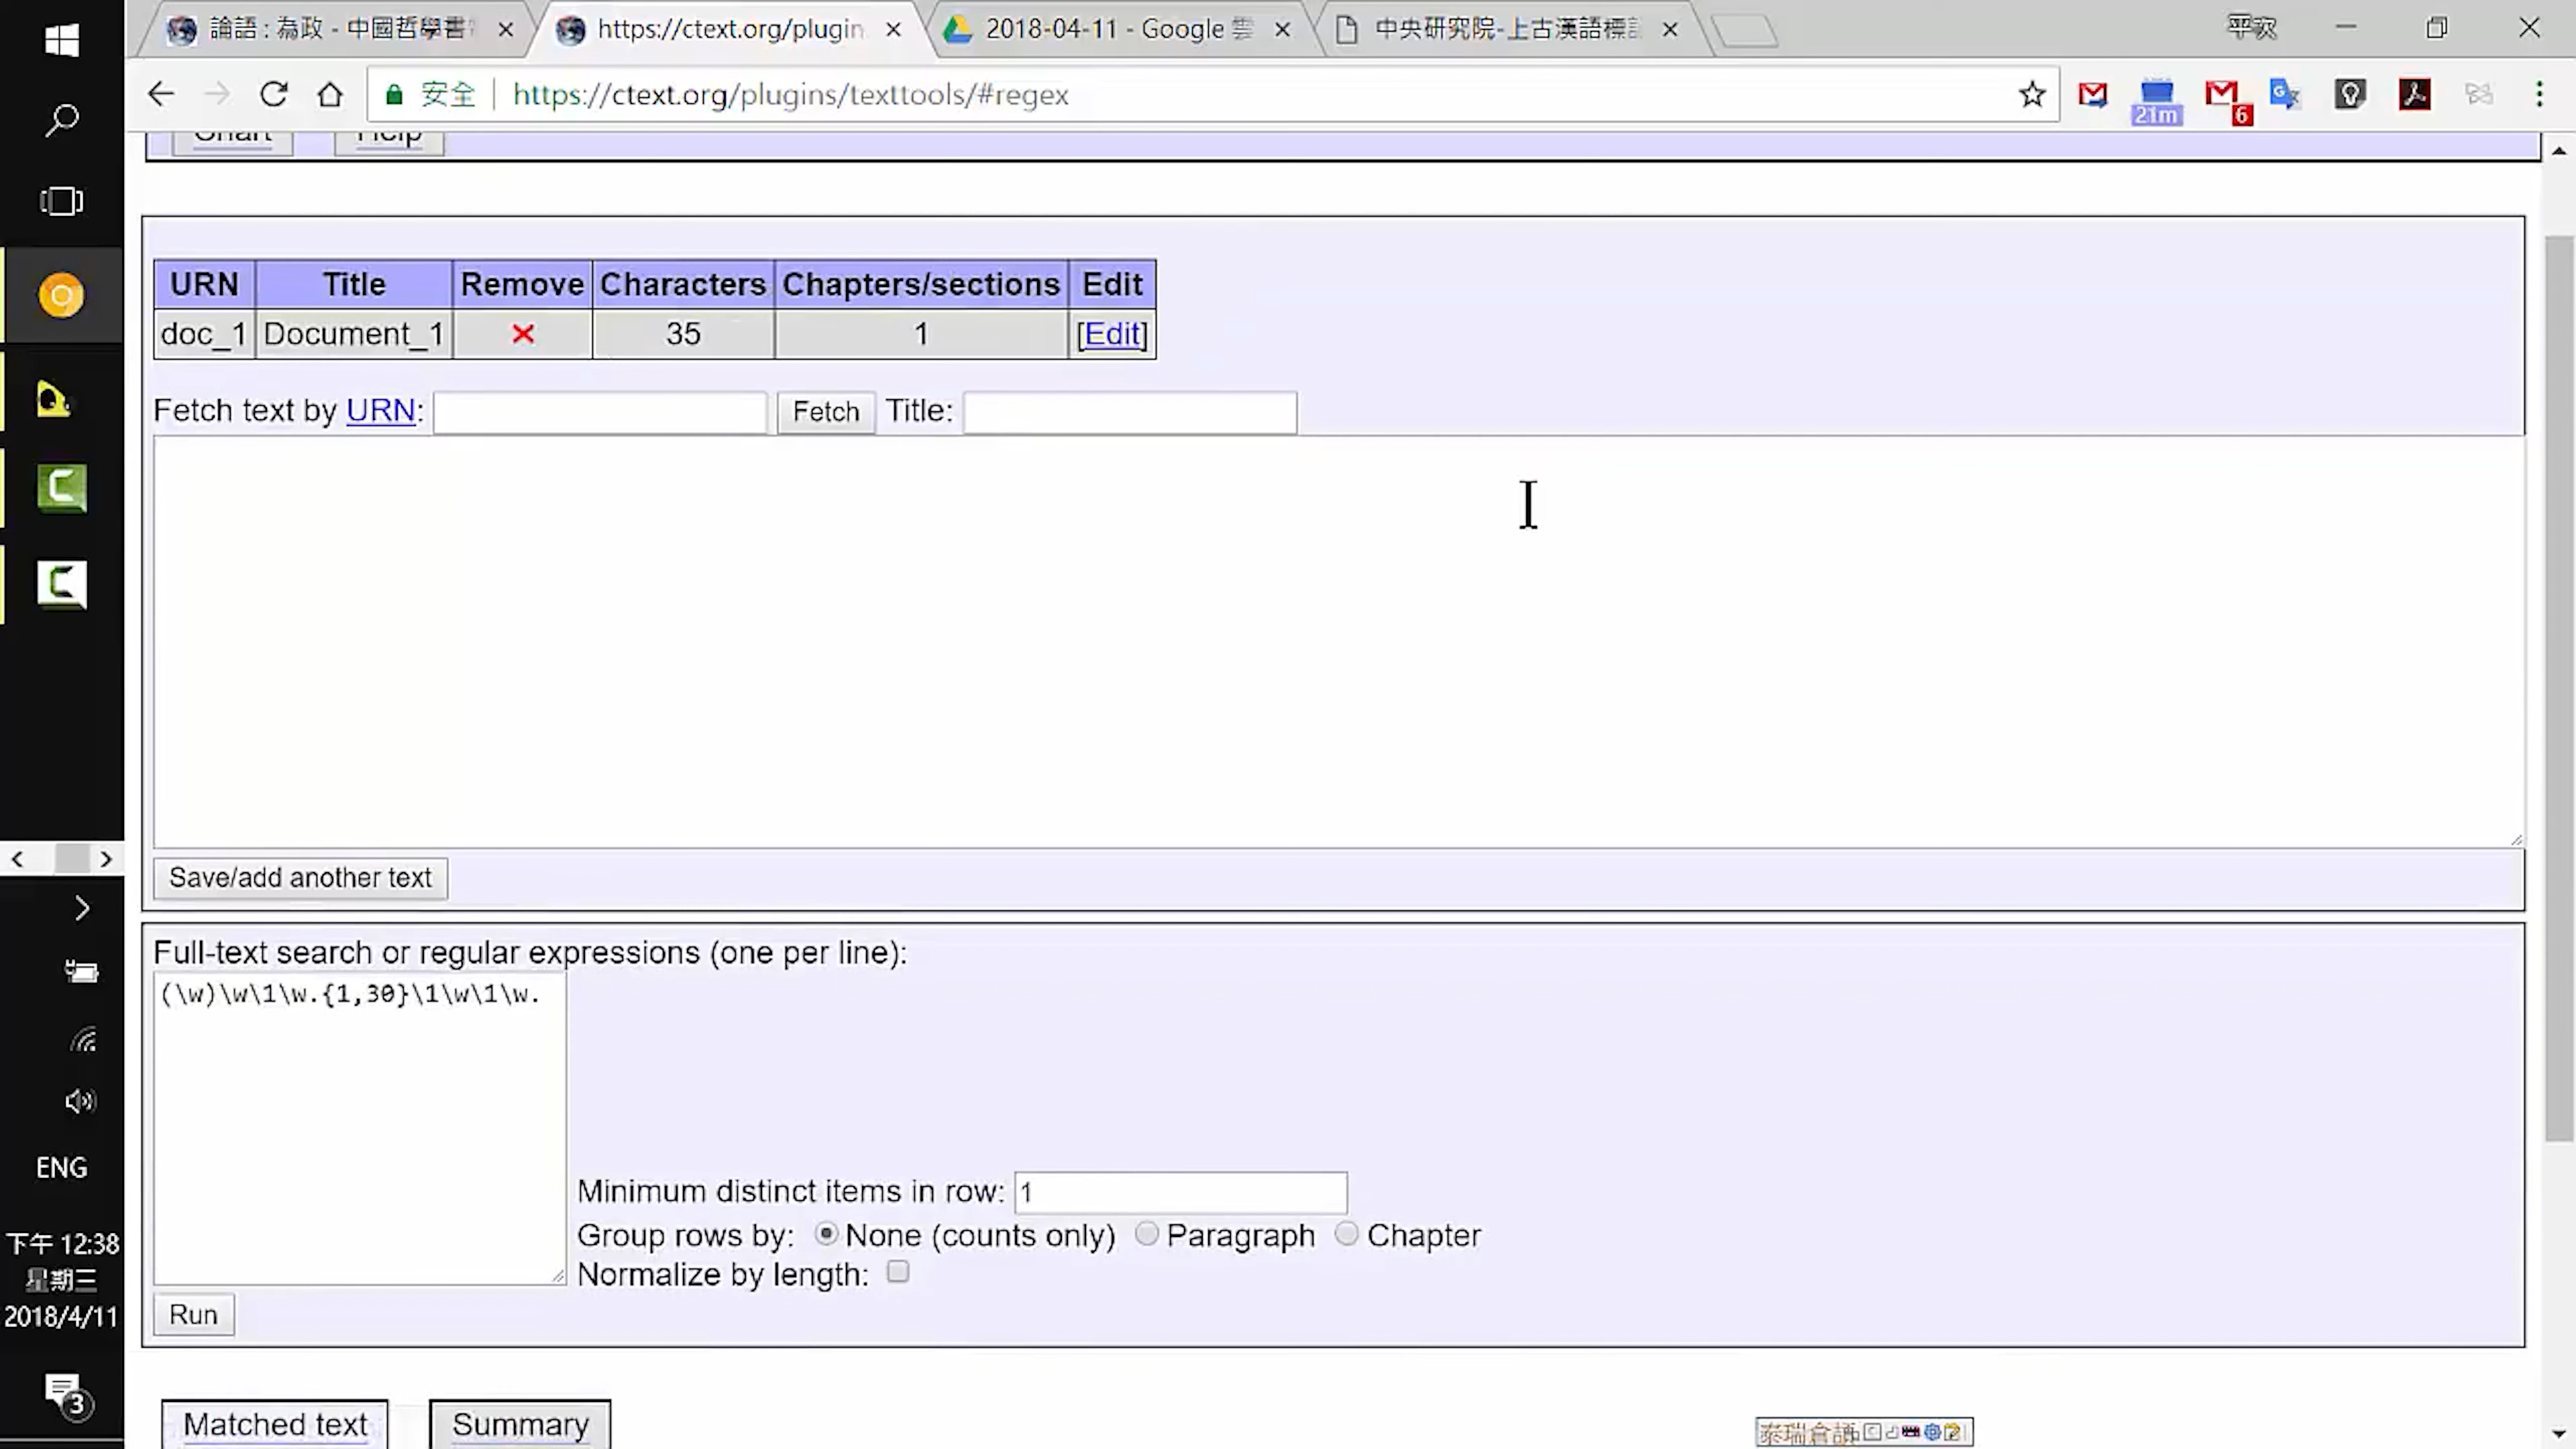 論語 : 為政 - 中國哲學書
https://ctext.org/plugin
2018-04-11 - Google 雲
中央研究院-上古漢語標記
安全
https://ctext.org/plugins/texttools/#regex
21m
6
Chart
Help
URN Title Remove Characters Chapters/sections Edit
doc_1 Document_1 35 1 [Edit]
Fetch text by URN: Fetch Title:
Save/add another text
Full-text search or regular expressions (one per line):
(\w)\w\1\w.{1,30}\1\w\1\w.
Minimum distinct items in row: 1
Group rows by: None (counts only) Paragraph Chapter
Normalize by length:
Run
Matched text Summary
ENG
下午 12:38
星期三
2018/4/11
3